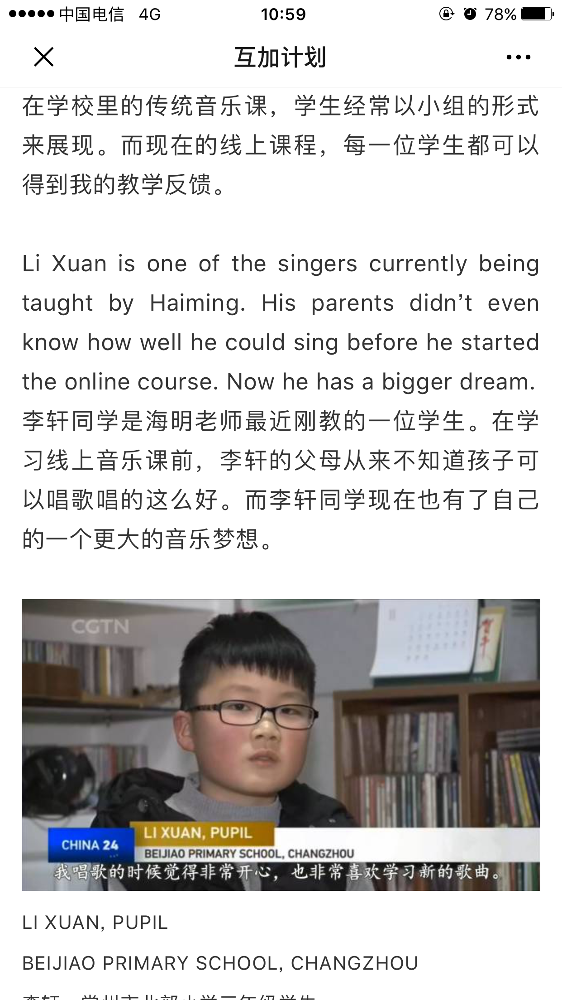 中国电信 4G 10:59 78%
互加计划
在学校里的传统音乐课，学生经常以小组的形式
来展现。而现在的线上课程，每一位学生都可以
得到我的教学反馈。
Li Xuan is one of the singers currently being
taught by Haiming. His parents didn’t even
know how well he could sing before he started
the online course. Now he has a bigger dream.
李轩同学是海明老师最近刚教的一位学生。在学
习线上音乐课前，李轩的父母从来不知道孩子可
以唱歌唱的这么好。而李轩同学现在也有了自己
的一个更大的音乐梦想。
CGTN
LI XUAN, PUPIL
CHINA 24
BEIJIAO PRIMARY SCHOOL, CHANGZHOU
我唱歌的时候觉得非常开心，也非常喜欢学习新的歌曲。
LI XUAN, PUPIL
BEIJIAO PRIMARY SCHOOL, CHANGZHOU